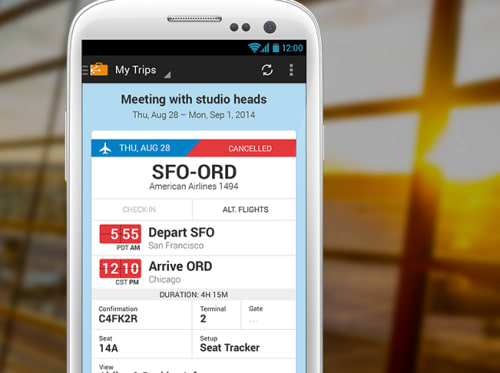 12:00
My Trips
Meeting with studio heads
Thu, Aug 28 – Mon, Sep 1, 2014
THU, AUG 28 CANCELLED
SFO-ORD
American Airlines 1494
CHECK-IN ALT. FLIGHTS
5 55 Depart SFO
PDT AM San Francisco
12 10 Arrive ORD
CST PM Chicago
DURATION: 4H 15M
Confirmation Terminal Gate
C4FK2R 2 ...
Seat Setup
14A Seat Tracker
View